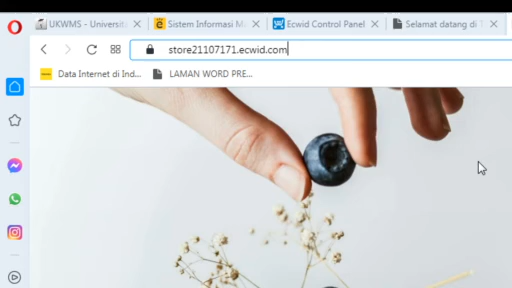 UKWMS - Universita
Sistem Informasi M
Ecwid Control Panel
Selamat datang di T
store21107171.ecwid.com
Data Internet di Ind...
LAMAN WORD PRE...